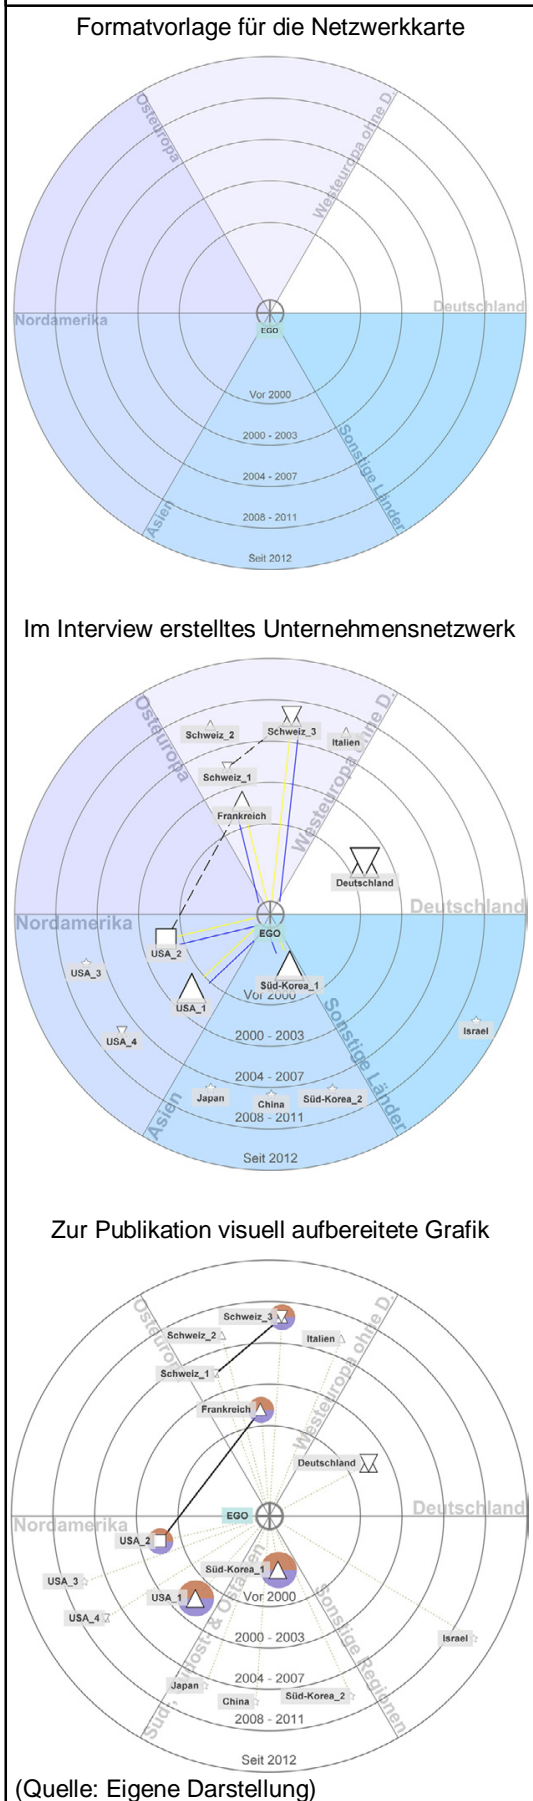 Formatvorlage für die Netzwerkkarte
Osteuropa
Westeuropa ohne D.
Nordamerika
Deutschland
EGO
Vor 2000
2000 - 2003
2004 - 2007
2008 - 2011
Seit 2012
Asien
Sonstige Länder
Im Interview erstelltes Unternehmensnetzwerk
Osteuropa
Westeuropa ohne D.
Schweiz_2
Schweiz_3
Italien
Schweiz_1
Frankreich
Deutschland
Nordamerika
Deutschland
EGO
USA_2
USA_3
Süd-Korea_1
Vor 2000
USA_1
Israel
USA_4
2000 - 2003
2004 - 2007
Japan
China
Süd-Korea_2
2008 - 2011
Asien
Sonstige Länder
Seit 2012
Zur Publikation visuell aufbereitete Grafik
Westeuropa ohne D.
Schweiz_3
Schweiz_2
Italien
Schweiz_1
Frankreich
Deutschland
Nordamerika
Deutschland
EGO
USA_2
Süd-Korea_1
USA_3
USA_1
Vor 2000
USA_4
2000 - 2003
Israel
2004 - 2007
Japan
China
Süd-Korea_2
2008 - 2011
Sonstige Regionen
Seit 2012
(Quelle: Eigene Darstellung)